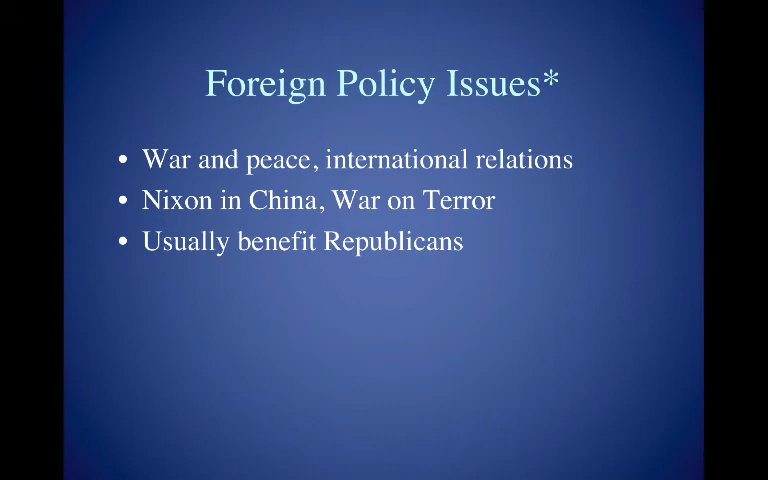 Foreign Policy Issues*
• War and peace, international relations
• Nixon in China, War on Terror
• Usually benefit Republicans